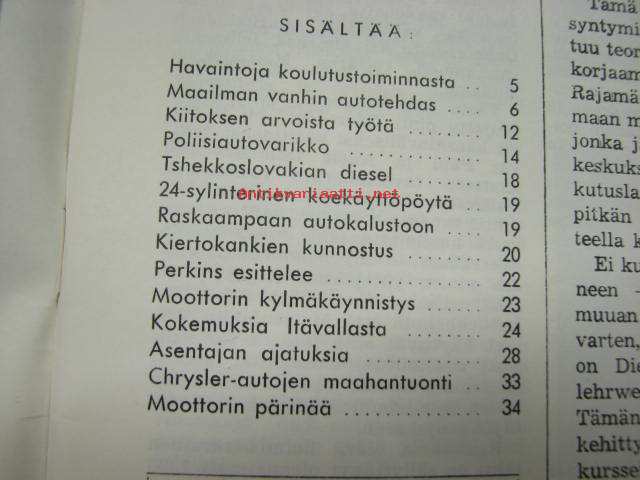 SISÄLTÄÄ:
Havaintoja koulutustoiminnasta .. 5
Maailman vanhin autotehdas .... 6
Kiitoksen arvoista työtä ........ 12
Poliisiautovarikko ............ 14
Tshekkoslovakian diesel ........ 18
24-sylinterinen koekäyttöpöytä .. 19
Raskaampaan autokalustoon .... 19
Kiertokankien kunnostus ........ 20
Perkins esittelee ................ 22
Moottorin kylmäkäynnistys ...... 23
Kokemuksia Itävallasta .......... 24
Asentajan ajatuksia ............ 28
Chrysler-autojen maahantuonti .. 33
Moottorin pärinää .............. 34
antikvariaatti.net
Tämä
syntymi
tuu teor
korjaam
Rajamä
maan m
jonka j
keskuks
kutusla
pitkän
teella k
Ei ku
neen -
muuan
varten,
on Die
lehrwe
Tämän
kehitty
kurssen